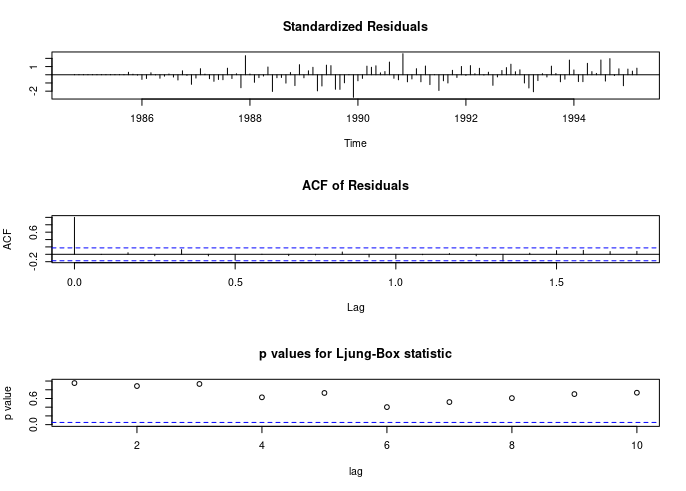 Standardized Residuals
1
-2
1986 1988 1990 1992 1994
Time
ACF of Residuals
ACF
0.6
-0.2
0.0 0.5 1.0 1.5
Lag
p values for Ljung-Box statistic
p value
0.6
0.0
2 4 6 8 10
lag